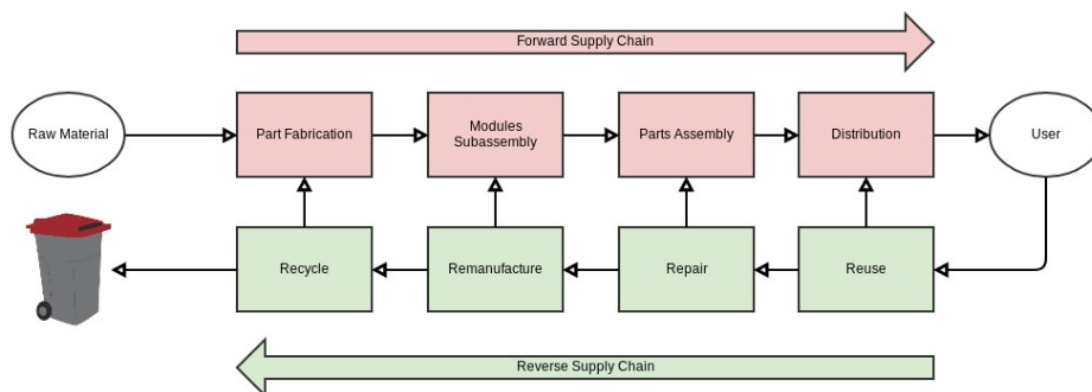 Forward Supply Chain
Raw Material
Part Fabrication
Modules
Subassembly
Parts Assembly
Distribution
User
Recycle
Remanufacture
Repair
Reuse
Reverse Supply Chain